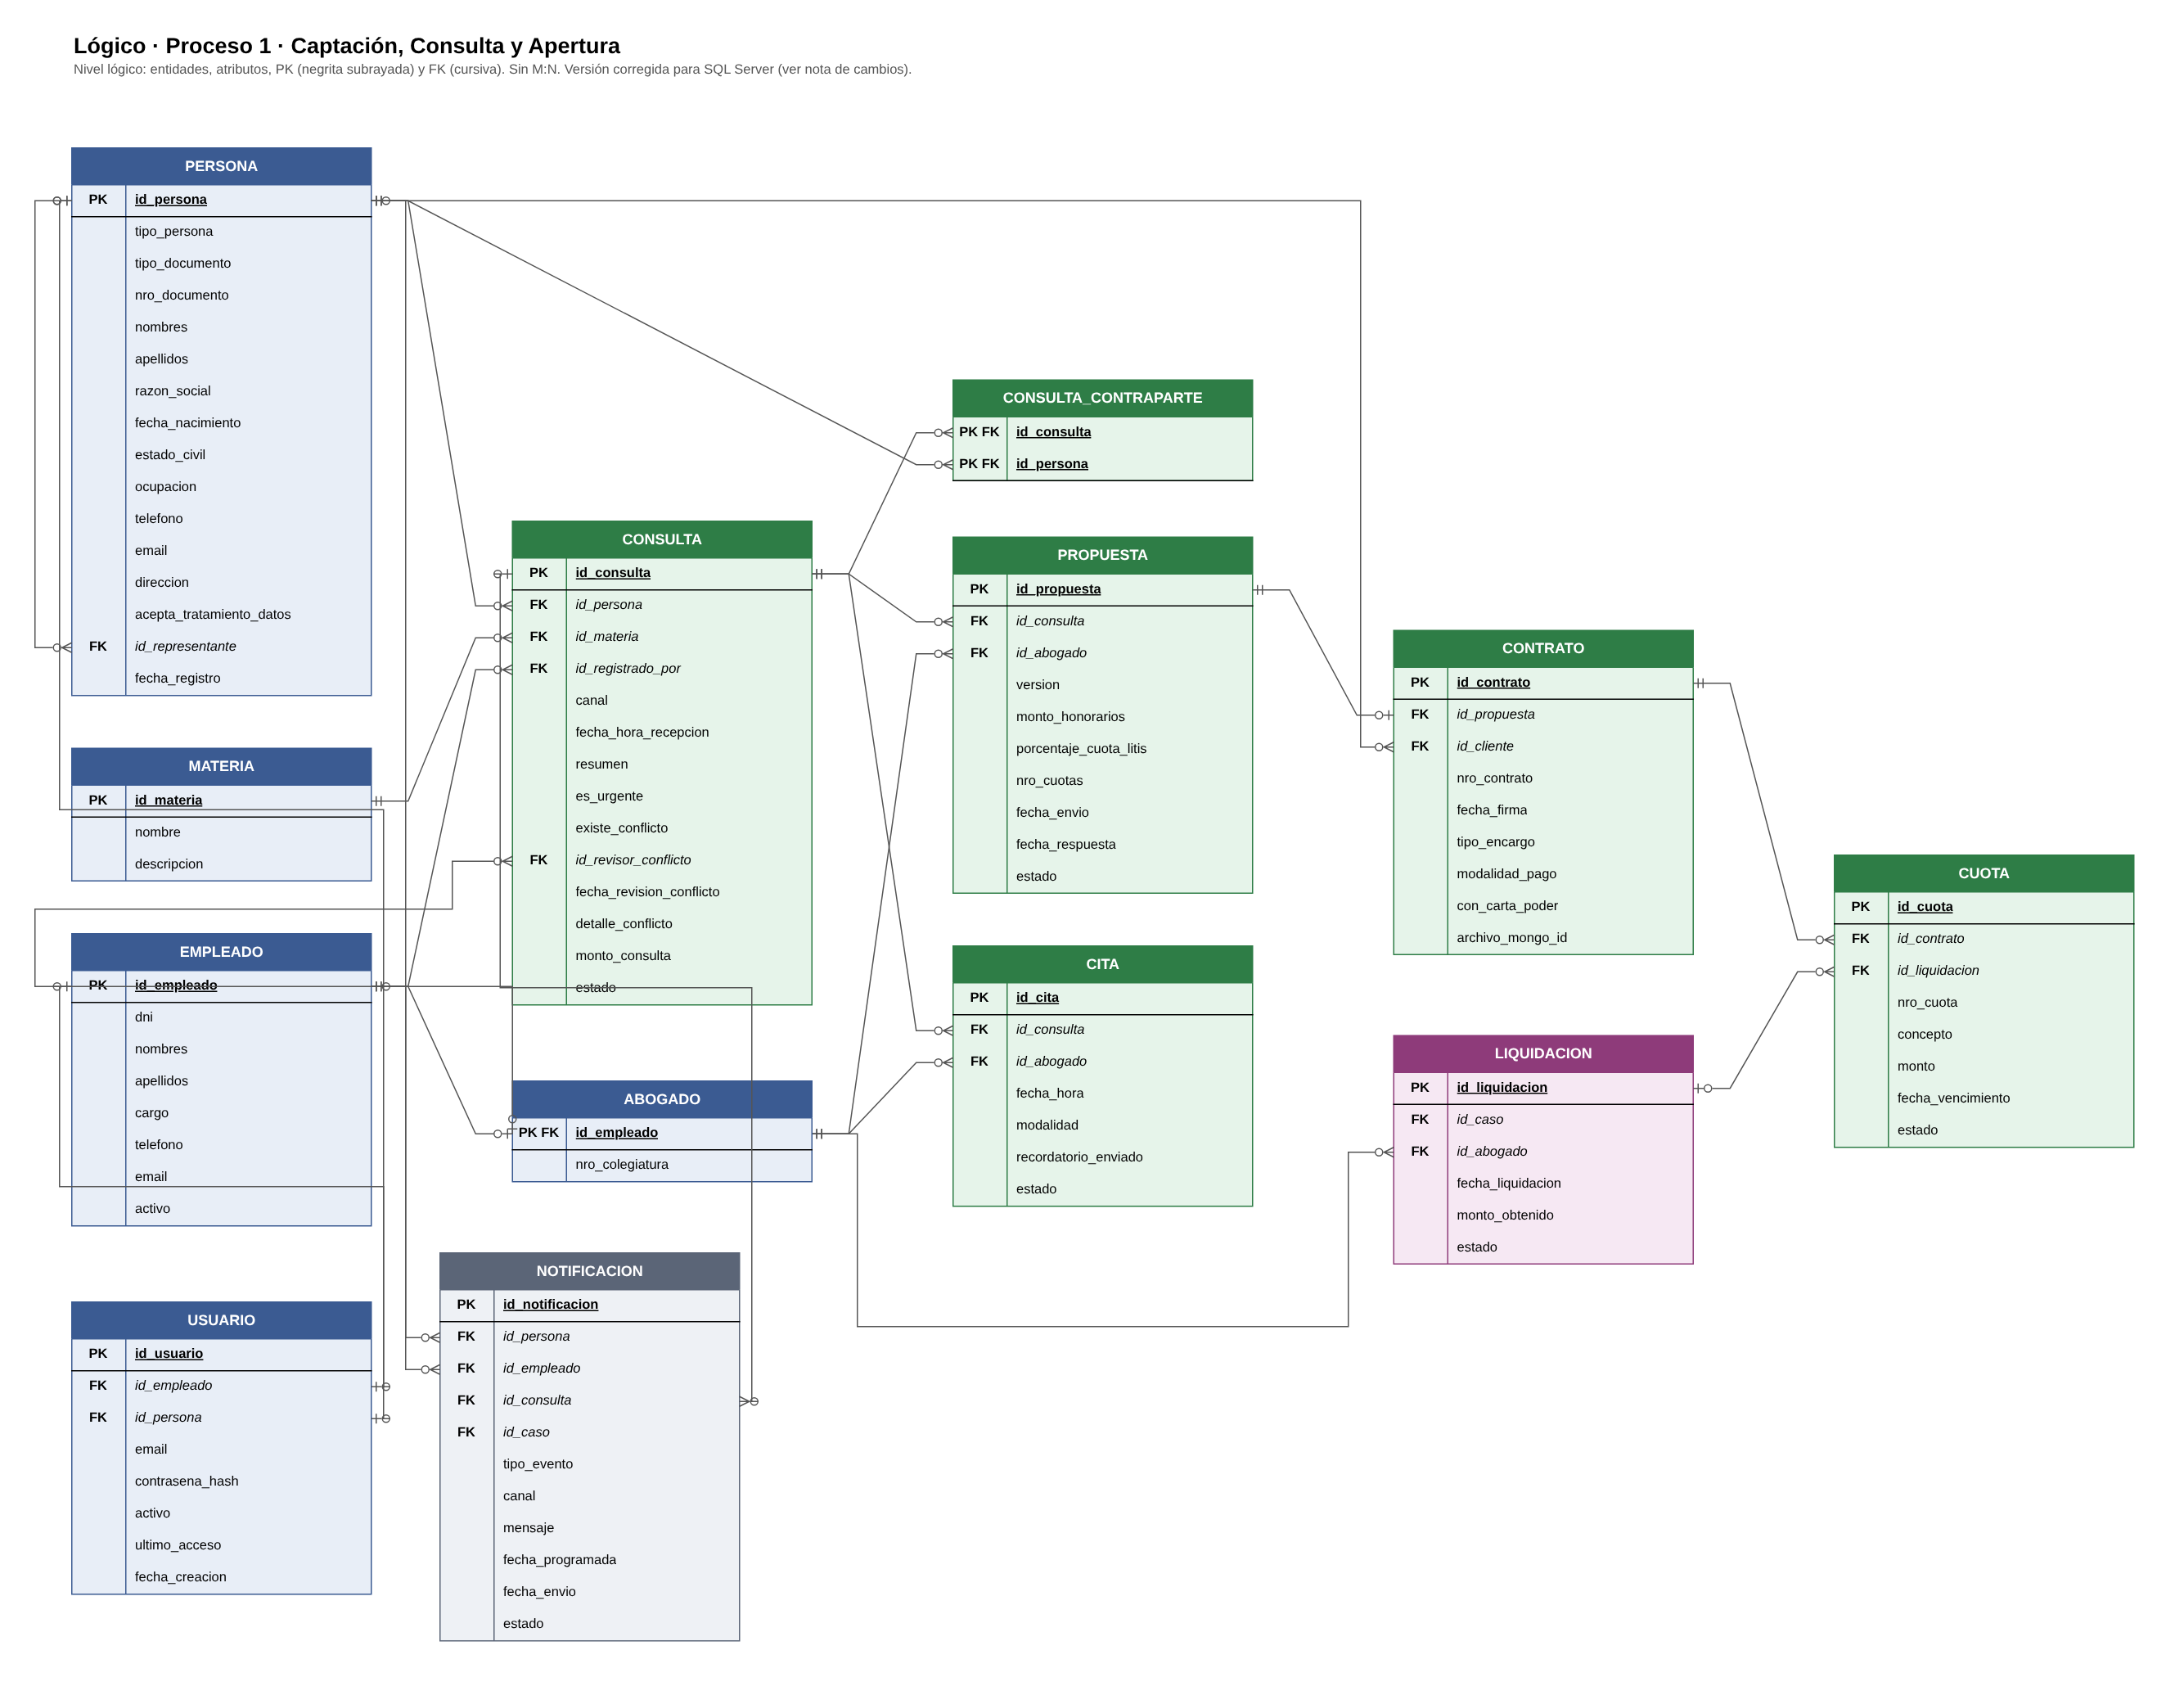 Lógico · Proceso 1 · Captación, Consulta y Apertura
Nivel lógico: entidades, atributos, PK (negrita subrayada) y FK (cursiva). Sin M:N. Versión corregida para SQL Server (ver nota de cambios).
PERSONA
PK id_persona
tipo_persona
tipo_documento
nro_documento
nombres
apellidos
razon_social
fecha_nacimiento
estado_civil
ocupacion
telefono
email
direccion
acepta_tratamiento_datos
FK id_representante
fecha_registro
MATERIA
PK id_materia
nombre
descripcion
EMPLEADO
PK id_empleado
dni
nombres
apellidos
cargo
telefono
email
activo
USUARIO
PK id_usuario
FK id_empleado
FK id_persona
email
contrasena_hash
activo
ultimo_acceso
fecha_creacion
CONSULTA
PK id_consulta
FK id_persona
FK id_materia
FK id_registrado_por
canal
fecha_hora_recepcion
resumen
es_urgente
existe_conflicto
FK id_revisor_conflicto
fecha_revision_conflicto
detalle_conflicto
monto_consulta
estado
ABOGADO
PK FK id_empleado
nro_colegiatura
NOTIFICACION
PK id_notificacion
FK id_persona
FK id_empleado
FK id_consulta
FK id_caso
tipo_evento
canal
mensaje
fecha_programada
fecha_envio
estado
CONSULTA_CONTRAPARTE
PK FK id_consulta
PK FK id_persona
PROPUESTA
PK id_propuesta
FK id_consulta
FK id_abogado
version
monto_honorarios
porcentaje_cuota_litis
nro_cuotas
fecha_envio
fecha_respuesta
estado
CITA
PK id_cita
FK id_consulta
FK id_abogado
fecha_hora
modalidad
recordatorio_enviado
estado
CONTRATO
PK id_contrato
FK id_propuesta
FK id_cliente
nro_contrato
fecha_firma
tipo_encargo
modalidad_pago
con_carta_poder
archivo_mongo_id
LIQUIDACION
PK id_liquidacion
FK id_caso
FK id_abogado
fecha_liquidacion
monto_obtenido
estado
CUOTA
PK id_cuota
FK id_contrato
FK id_liquidacion
nro_cuota
concepto
monto
fecha_vencimiento
estado